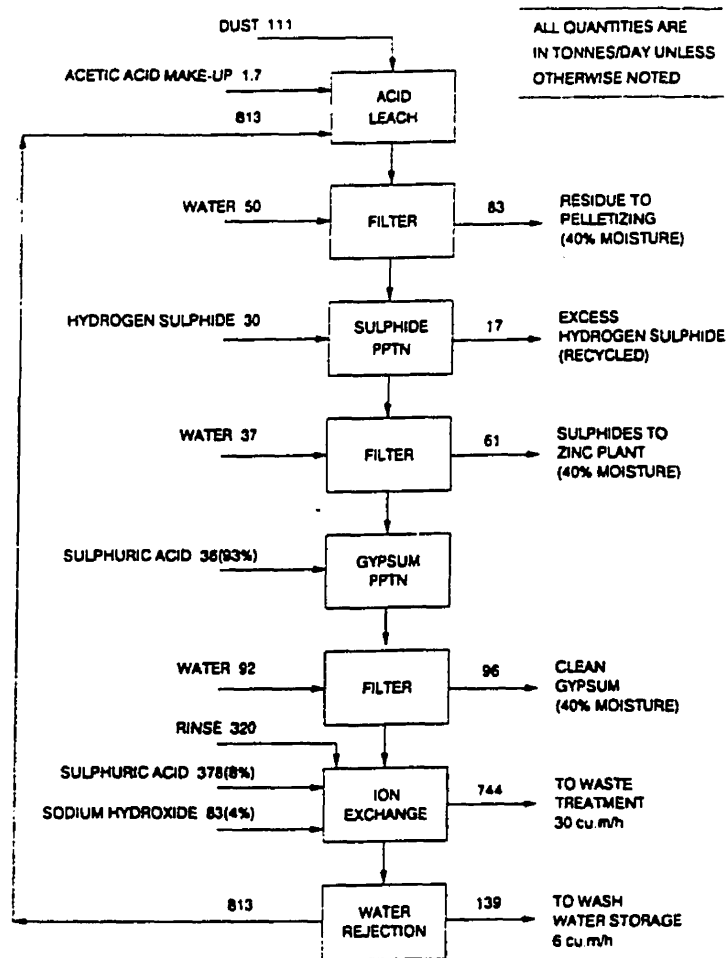 DUST 111
ALL QUANTITIES ARE
IN TONNES/DAY UNLESS
OTHERWISE NOTED
ACETIC ACID MAKE-UP 1.7
813
ACID
LEACH
WATER 50
FILTER
83
RESIDUE TO
PELLETIZING
(40% MOISTURE)
HYDROGEN SULPHIDE 30
SULPHIDE
PPTN
17
EXCESS
HYDROGEN SULPHIDE
(RECYCLED)
WATER 37
FILTER
61
SULPHIDES TO
ZINC PLANT
(40% MOISTURE)
SULPHURIC ACID 36(93%)
GYPSUM
PPTN
WATER 92
FILTER
96
CLEAN
GYPSUM
(40% MOISTURE)
RINSE 320
SULPHURIC ACID 378(8%)
SODIUM HYDROXIDE 83(4%)
ION
EXCHANGE
744
TO WASTE
TREATMENT
30 cu.m/h
813
WATER
REJECTION
139
TO WASH
WATER STORAGE
6 cu.m/h